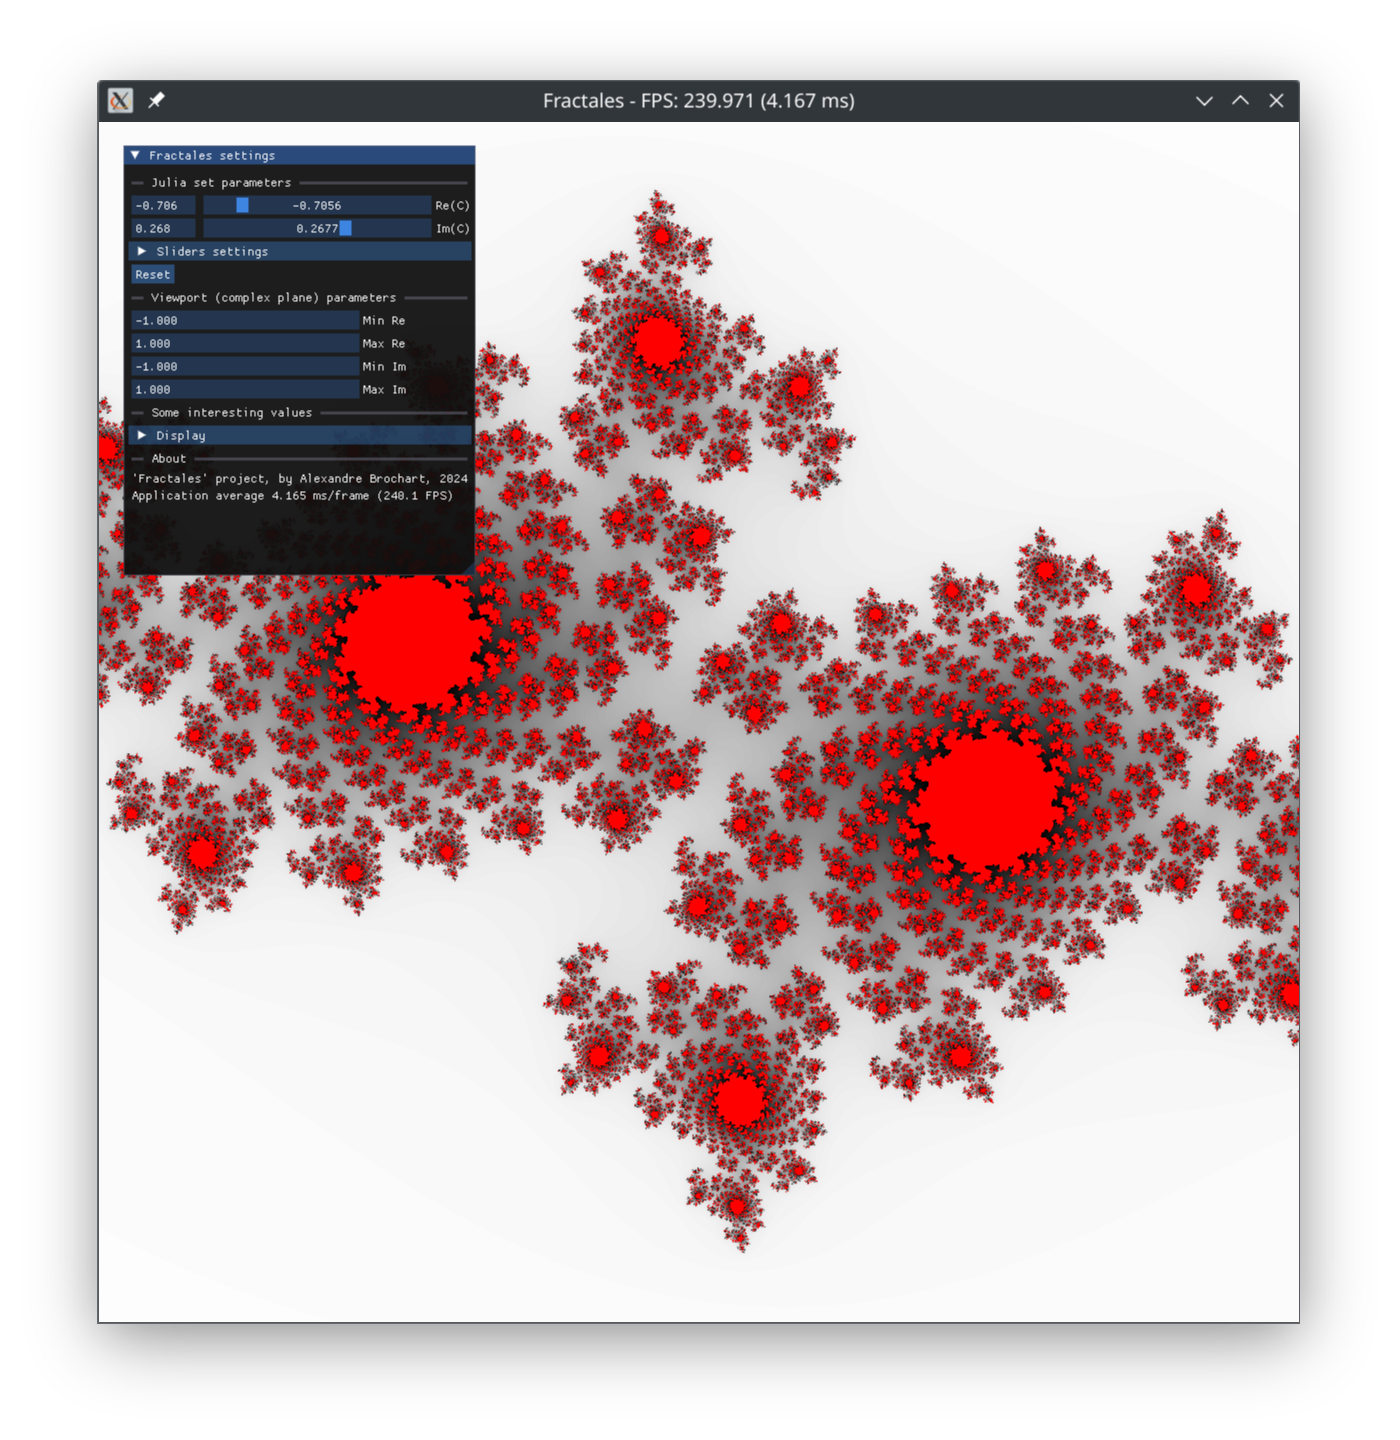 Fractales - FPS: 239.971 (4.167 ms)
Fractales settings
Julia set parameters
-0.706 -0.7056 Re(C)
0.268 0.2677 Im(C)
Sliders settings
Reset
Viewport (complex plane) parameters
-1.000 Min Re
1.000 Max Re
-1.000 Min Im
1.000 Max Im
Some interesting values
Display
About
'Fractales' project, by Alexandre Brochart, 2024
Application average 4.165 ms/frame (240.1 FPS)